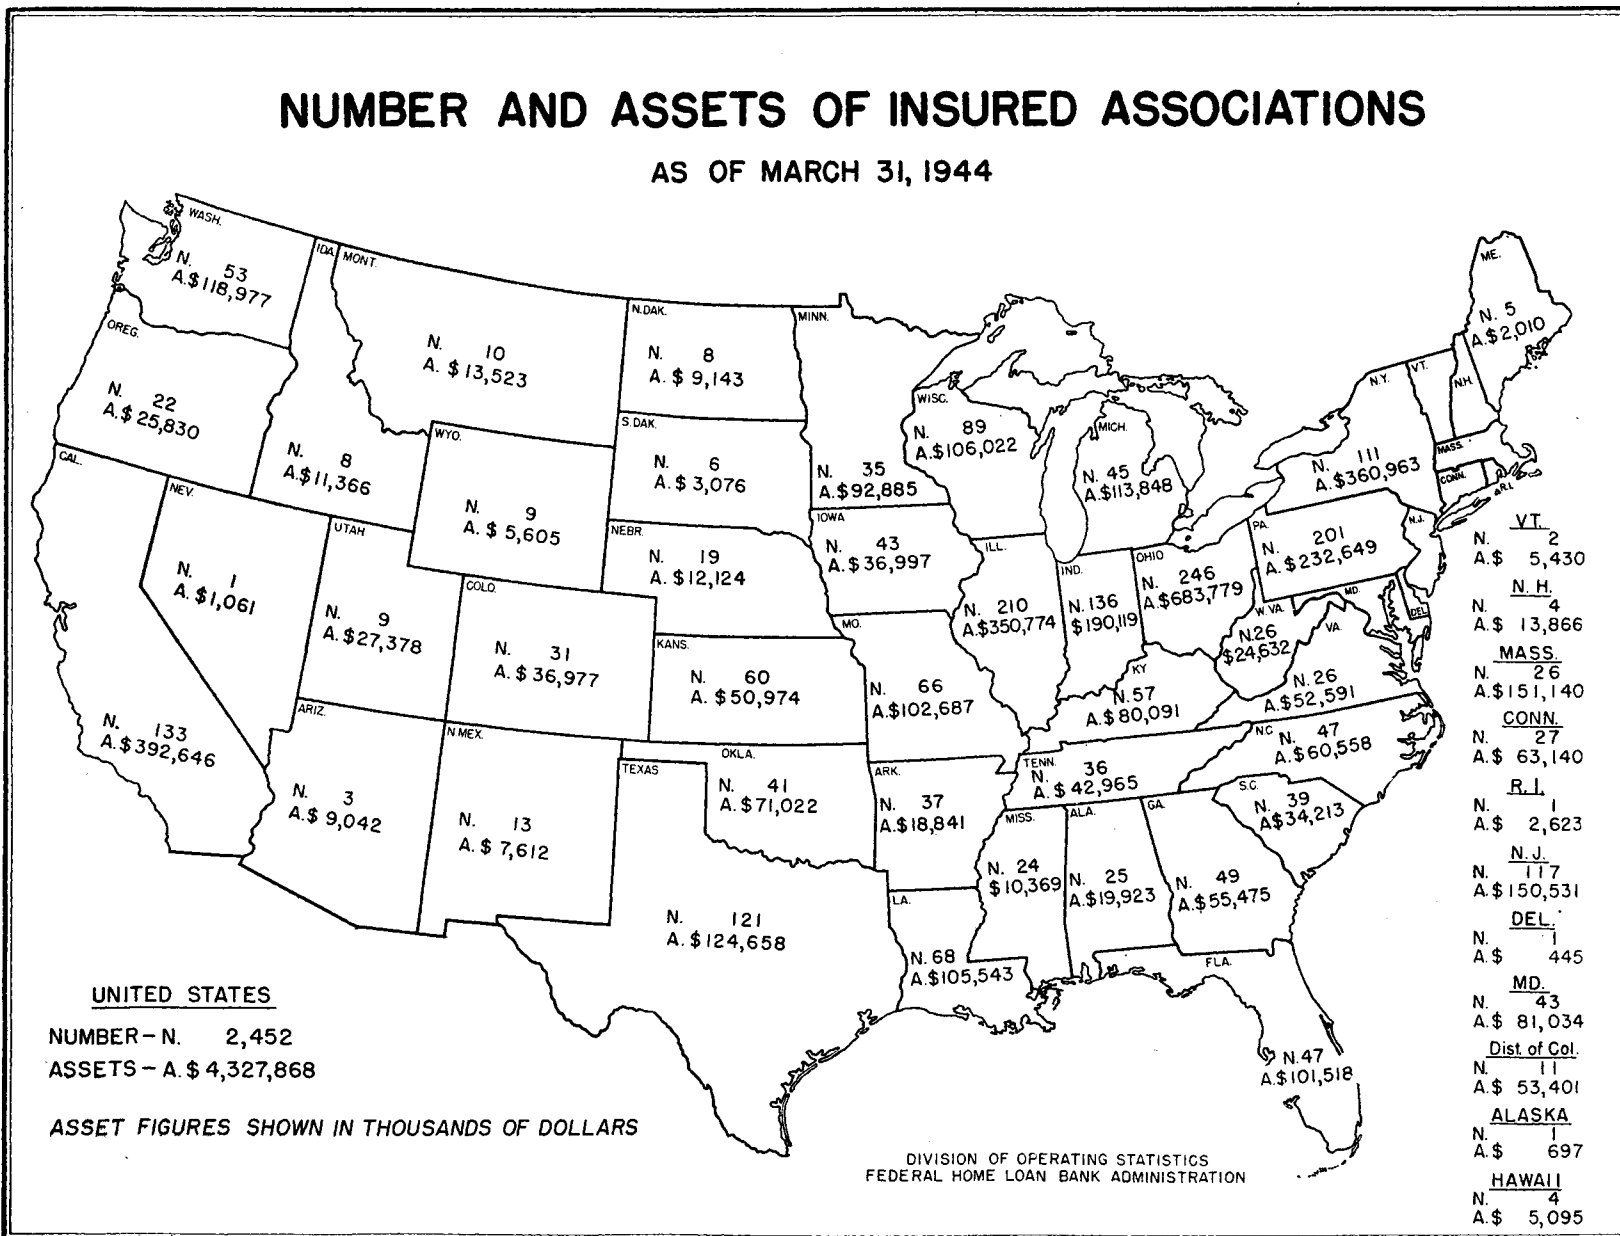 NUMBER AND ASSETS OF INSURED ASSOCIATIONS
AS OF MARCH 31, 1944
WASH.
N. 53
A.$118,977
OREG.
N. 22
A.$25,830
CAL.
N. 133
A.$392,646
IDA.
N. 8
A.$11,366
NEV.
N. 1
A.$1,061
MONT.
N. 10
A. $13,523
WYO.
N. 9
A. $ 5,605
UTAH
N. 9
A.$27,378
COLO.
N. 31
A. $36,977
ARIZ.
N. 3
A.$ 9,042
N.MEX.
N. 13
A. $ 7,612
N.DAK.
N. 8
A. $ 9,143
S.DAK.
N. 6
A. $ 3,076
NEBR.
N. 19
A. $12,124
KANS.
N. 60
A. $50,974
OKLA.
N. 41
A.$71,022
TEXAS
N. 121
A. $124,658
MINN.
N. 35
A.$92,885
IOWA
N. 43
A.$36,997
MO.
N. 66
A.$102,687
ARK.
N. 37
A.$18,841
LA.
N. 68
A.$105,543
WISC.
N. 89
A.$106,022
ILL.
N. 210
A.$350,774
MICH.
N. 45
A.$113,848
IND.
N. 136
$190,119
OHIO
N. 246
A.$683,779
KY
N. 57
A.$80,091
TENN.
N. 36
A. $42,965
MISS.
N. 24
$10,369
ALA.
N. 25
A.$19,923
GA.
N. 49
A.$55,475
FLA.
N. 47
A.$101,518
S.C.
N. 39
A$34,213
N.C.
N. 47
A.$60,558
VA.
N. 26
A.$52,591
W.VA.
N. 26
$24,632
MD.
DEL.
PA.
N. 201
A.$232,649
N.J.
N.Y.
N. 111
A.$360,963
VT.
N.H.
ME.
N. 5
A.$2,010
MASS.
CONN.
R.I.
VT.
N. 2
A.$ 5,430
N. H.
N. 4
A.$ 13,866
MASS.
N. 26
A.$151,140
CONN.
N. 27
A.$ 63,140
R. I.
N. 1
A.$ 2,623
N. J.
N. 117
A.$150,531
DEL.
N. 1
A.$ 445
MD.
N. 43
A.$ 81,034
Dist. of Col.
N. 11
A.$ 53,401
ALASKA
N. 1
A.$ 697
HAWAII
N. 4
A.$ 5,095
UNITED STATES
NUMBER – N. 2,452
ASSETS – A. $ 4,327,868
ASSET FIGURES SHOWN IN THOUSANDS OF DOLLARS
DIVISION OF OPERATING STATISTICS
FEDERAL HOME LOAN BANK ADMINISTRATION